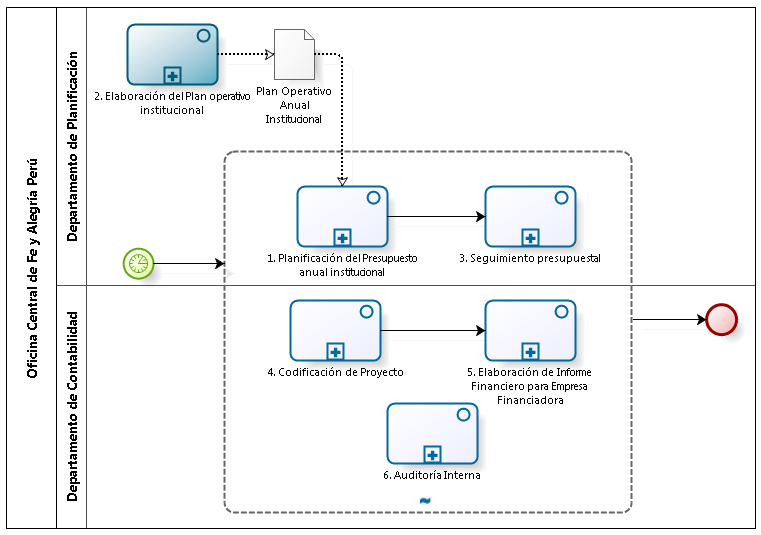 Oficina Central de Fe y Alegría Perú
Departamento de Planificación
2. Elaboración del Plan operativo
institucional
Plan Operativo
Anual
Institucional
1. Planificación del Presupuesto
anual institucional
3. Seguimiento presupuestal
Departamento de Contabilidad
4. Codificación de Proyecto
5. Elaboración de Informe
Financiero para Empresa
Financiadora
6. Auditoría Interna